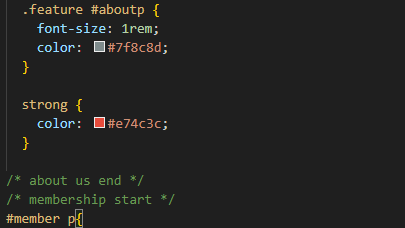 .feature #aboutp {
font-size: 1rem;
color: #7f8c8d;
}
strong {
color: #e74c3c;
}
/* about us end */
/* membership start */
#member p{